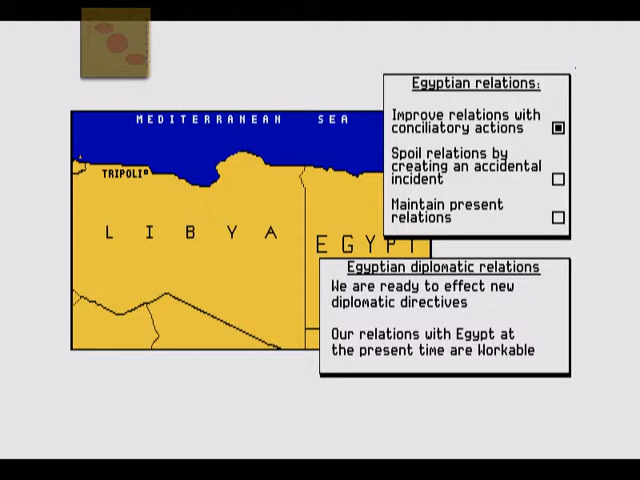 Egyptian relations:
Improve relations with
conciliatory actions
Spoil relations by
creating an accidental
incident
Maintain present
relations
MEDITERRANEAN SEA
TRIPOLI
LIBYA
EGYPT
Egyptian diplomatic relations
We are ready to effect new
diplomatic directives
Our relations with Egypt at
the present time are Workable